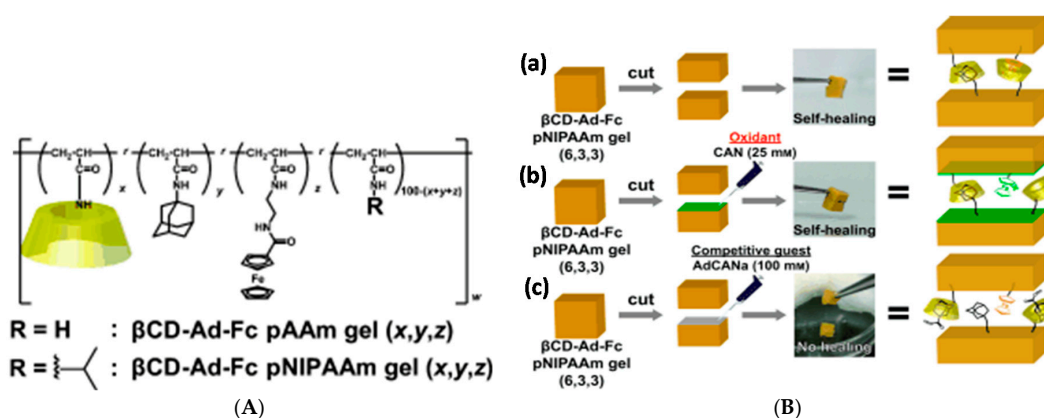 CH₂-CH r CH₂-CH r CH₂-CH r CH₂-CH
C=O C=O C=O C=O
x y z 100-(x+y+z)
NH NH NH NH
R
HN
O
Fe
w
R = H : βCD-Ad-Fc pAAm gel (x,y,z)
R = : βCD-Ad-Fc pNIPAAm gel (x,y,z)
(A)
(a)
cut
=
βCD-Ad-Fc
pNIPAAm gel
(6,3,3)
Self-healing
Oxidant
CAN (25 mM)
(b)
cut
=
βCD-Ad-Fc
pNIPAAm gel
(6,3,3)
Self-healing
Competitive guest
AdCANa (100 mM)
(c)
cut
=
βCD-Ad-Fc
pNIPAAm gel
(6,3,3)
No-healing
(B)